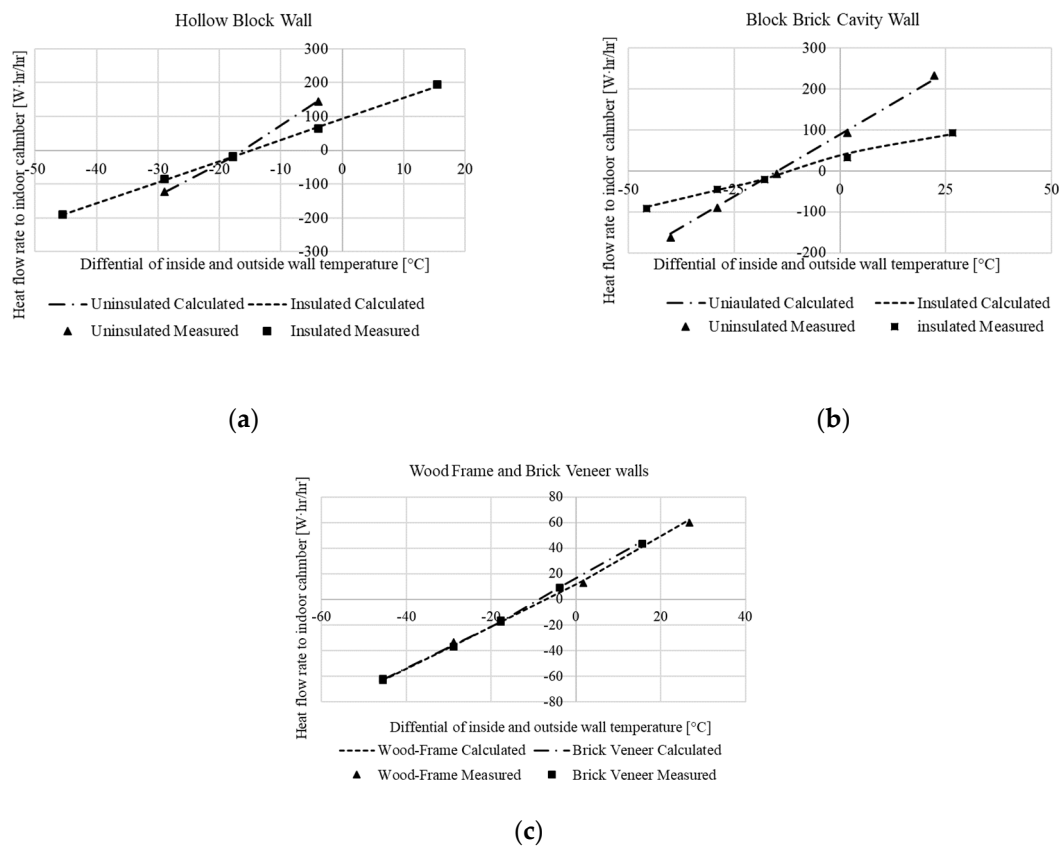 Hollow Block Wall
Heat flow rate to indoor calmber [W·hr/hr]
300
200
100
0
-100
-200
-300
-50 -40 -30 -20 -10 0 10 20
Diffential of inside and outside wall temperature [°C]
Uninsulated Calculated Insulated Calculated
Uninsulated Measured Insulated Measured
(a)
Block Brick Cavity Wall
Heat flow rate to indoor calmber [W·hr/hr]
300
200
100
0
-100
-200
-50 -25 0 25 50
Diffential of inside and outside wall temperature [°C]
Uniaulated Calculated Insulated Calculated
Uninsulated Measured insulated Measured
(b)
Wood Frame and Brick Veneer walls
Heat flow rate to indoor cahmber [W·hr/hr]
80
60
40
20
0
-20
-40
-60
-80
-60 -40 -20 0 20 40
Diffential of inside and outside wall temperature [°C]
Wood-Frame Calculated Brick Veneer Calculated
Wood-Frame Measured Brick Veneer Measured
(c)